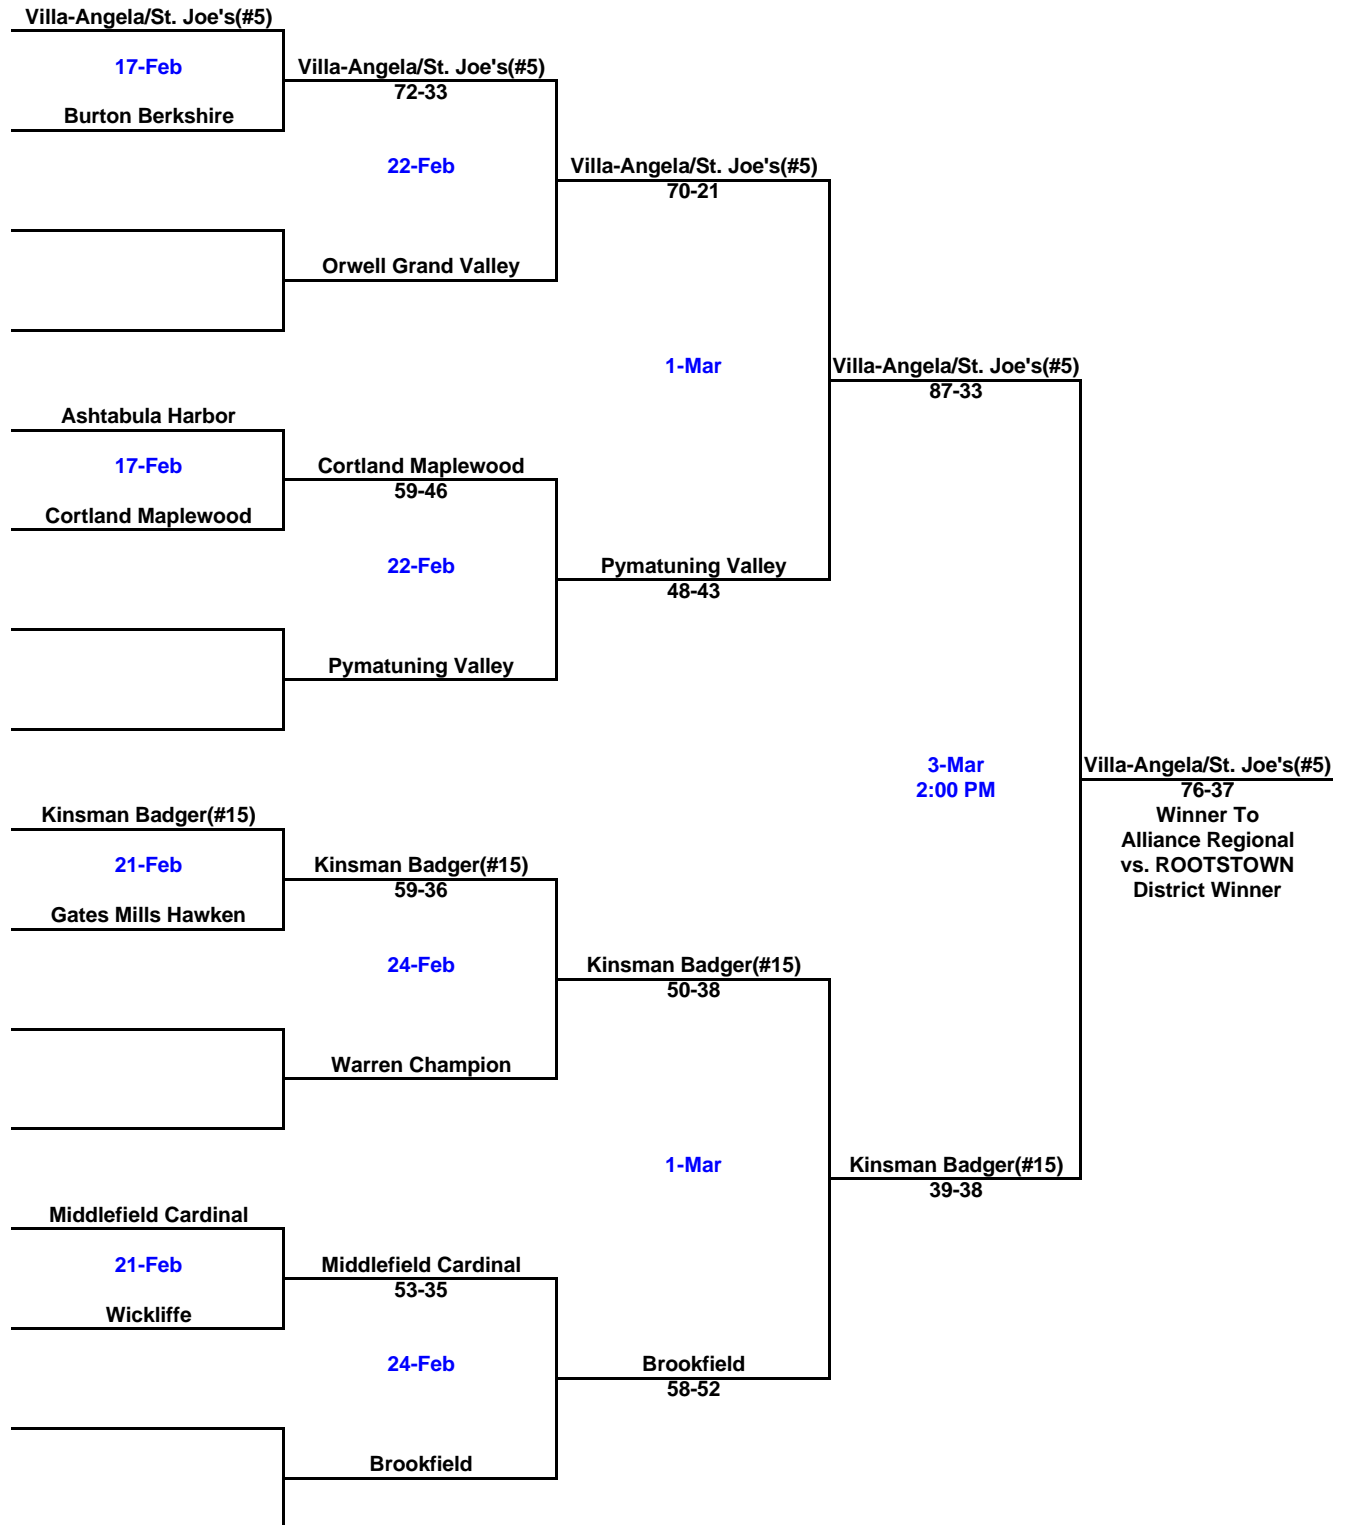 Villa-Angela/St. Joe's(#5)
17-Feb
Villa-Angela/St. Joe's(#5)
72-33
Burton Berkshire
22-Feb
Villa-Angela/St. Joe's(#5)
70-21
Orwell Grand Valley
1-Mar
Villa-Angela/St. Joe's(#5)
87-33
Ashtabula Harbor
17-Feb
Cortland Maplewood
59-46
Cortland Maplewood
22-Feb
Pymatuning Valley
48-43
Pymatuning Valley
3-Mar
2:00 PM
Villa-Angela/St. Joe's(#5)
76-37
Winner To
Alliance Regional
vs. ROOTSTOWN
District Winner
Kinsman Badger(#15)
21-Feb
Kinsman Badger(#15)
59-36
Gates Mills Hawken
24-Feb
Kinsman Badger(#15)
50-38
Warren Champion
1-Mar
Kinsman Badger(#15)
39-38
Middlefield Cardinal
21-Feb
Middlefield Cardinal
53-35
Wickliffe
24-Feb
Brookfield
58-52
Brookfield